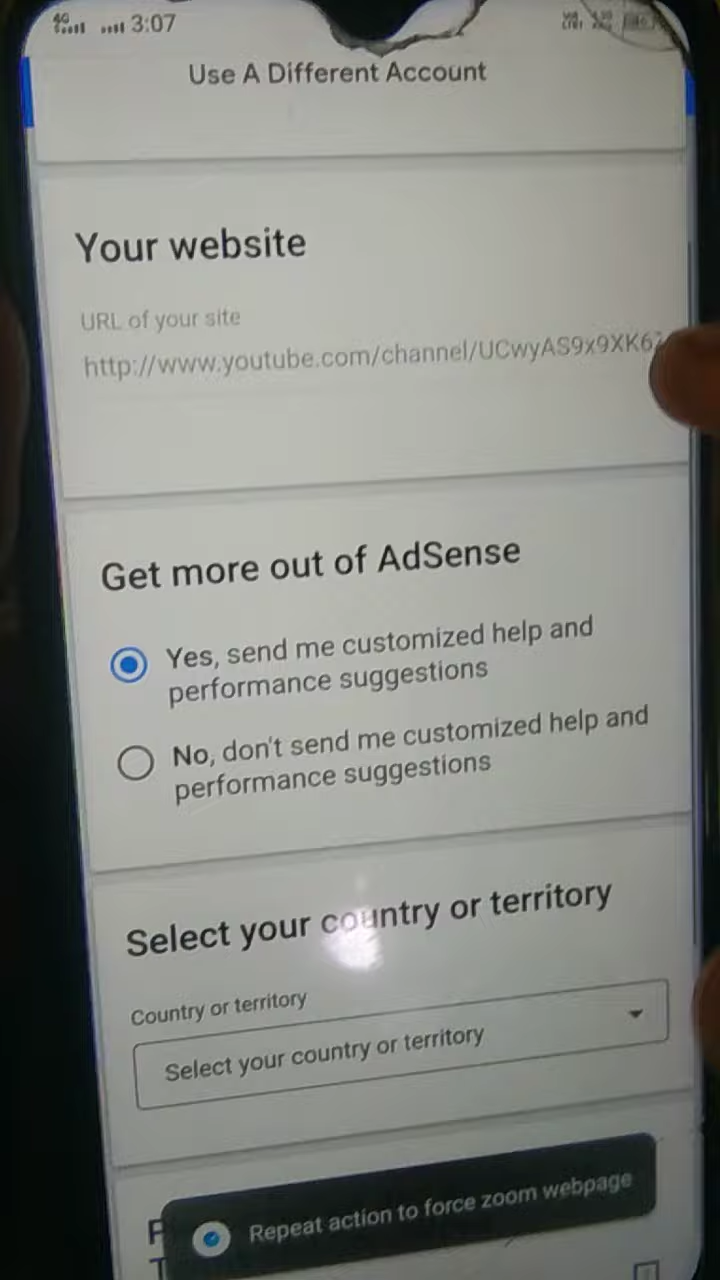 4G 3:07
Use A Different Account
Your website
URL of your site
http://www.youtube.com/channel/UCwyAS9x9XK6
Get more out of AdSense
Yes, send me customized help and
performance suggestions
No, don't send me customized help and
performance suggestions
Select your country or territory
Country or territory
Select your country or territory
Repeat action to force zoom webpage